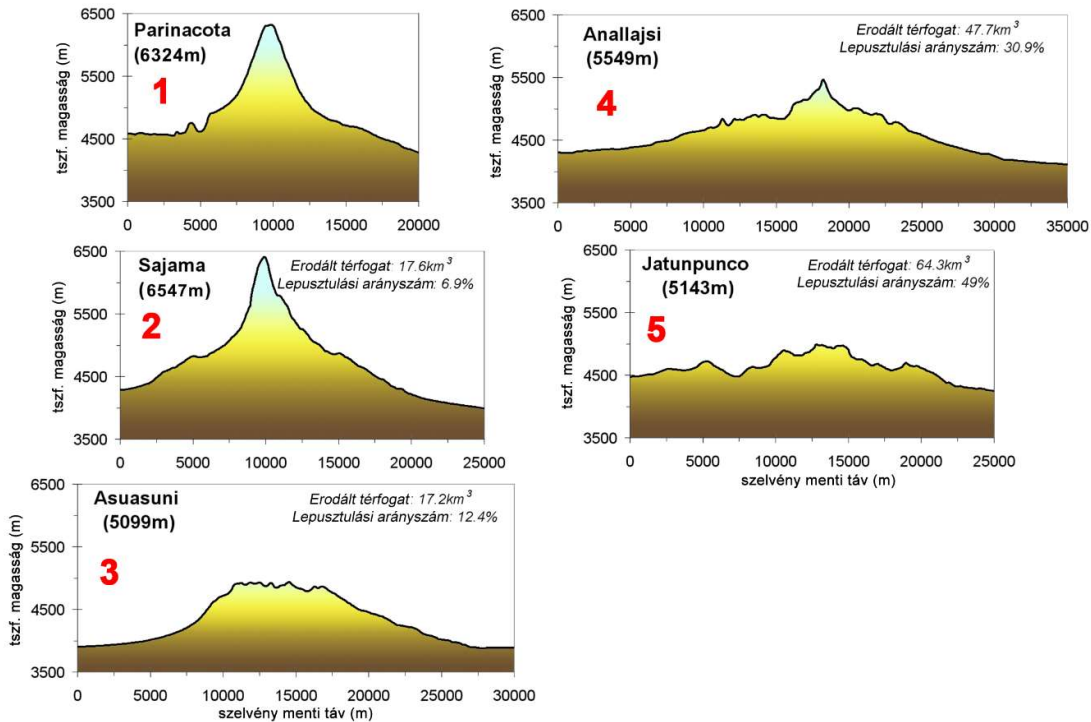 Parinacota
(6324m)
1
tszf. magasság (m)
6500
5500
4500
3500
0 5000 10000 15000 20000
Anallajsi
(5549m)
Erodált térfogat: 47.7km³
Lepusztulási arányszám: 30.9%
4
tszf. magasság (m)
6500
5500
4500
3500
0 5000 10000 15000 20000 25000 30000 35000
Sajama
(6547m)
Erodált térfogat: 17.6km³
Lepusztulási arányszám: 6.9%
2
tszf. magasság (m)
6500
5500
4500
3500
0 5000 10000 15000 20000 25000
Jatunpunco
(5143m)
Erodált térfogat: 64.3km³
Lepusztulási arányszám: 49%
5
tszf. magasság (m)
6500
5500
4500
3500
0 5000 10000 15000 20000 25000
szelvény menti táv (m)
Asuasuni
(5099m)
Erodált térfogat: 17.2km³
Lepusztulási arányszám: 12.4%
3
tszf. magasság (m)
6500
5500
4500
3500
0 5000 10000 15000 20000 25000 30000
szelvény menti táv (m)